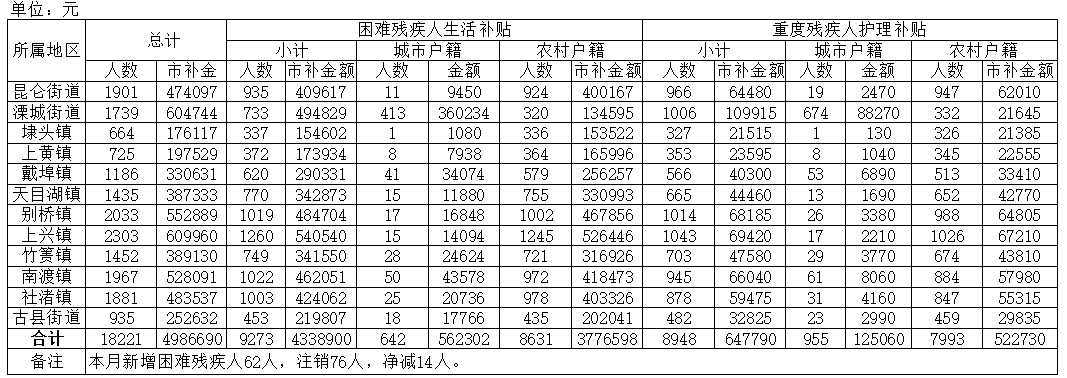 单位：元
所属地区 总计 困难残疾人生活补贴 重度残疾人护理补贴
小计 城市户籍 农村户籍 小计 城市户籍 农村户籍
人数 市补金 人数 市补金额 人数 金额 人数 市补金额 人数 市补金额 人数 金额 人数 市补金额
昆仑街道 1901 474097 935 409617 11 9450 924 400167 966 64480 19 2470 947 62010
溧城街道 1739 604744 733 494829 413 360234 320 134595 1006 109915 674 88270 332 21645
埭头镇 664 176117 337 154602 1 1080 336 153522 327 21515 1 130 326 21385
上黄镇 725 197529 372 173934 8 7938 364 165996 353 23595 8 1040 345 22555
戴埠镇 1186 330631 620 290331 41 34074 579 256257 566 40300 53 6890 513 33410
天目湖镇 1435 387333 770 342873 15 11880 755 330993 665 44460 13 1690 652 42770
别桥镇 2033 552889 1019 484704 17 16848 1002 467856 1014 68185 26 3380 988 64805
上兴镇 2303 609960 1260 540540 15 14094 1245 526446 1043 69420 17 2210 1026 67210
竹箦镇 1452 389130 749 341550 28 24624 721 316926 703 47580 29 3770 674 43810
南渡镇 1967 528091 1022 462051 50 43578 972 418473 945 66040 61 8060 884 57980
社渚镇 1881 483537 1003 424062 25 20736 978 403326 878 59475 31 4160 847 55315
古县街道 935 252632 453 219807 18 17766 435 202041 482 32825 23 2990 459 29835
合计 18221 4986690 9273 4338900 642 562302 8631 3776598 8948 647790 955 125060 7993 522730
备注 本月新增困难残疾人62人，注销76人，净减14人。